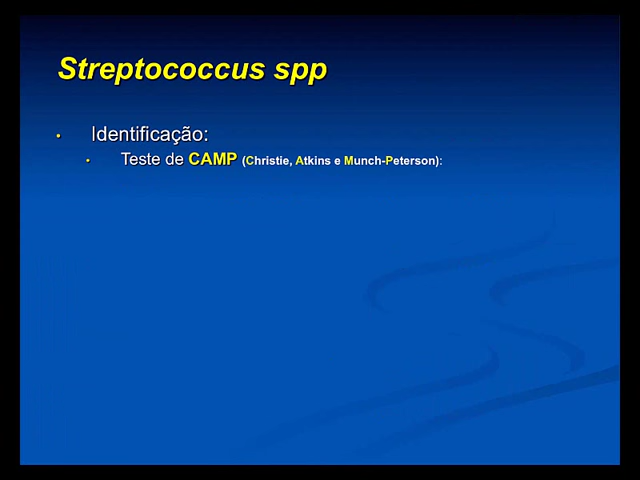 Streptococcus spp
• Identificação:
• Teste de CAMP (Christie, Atkins e Munch-Peterson):